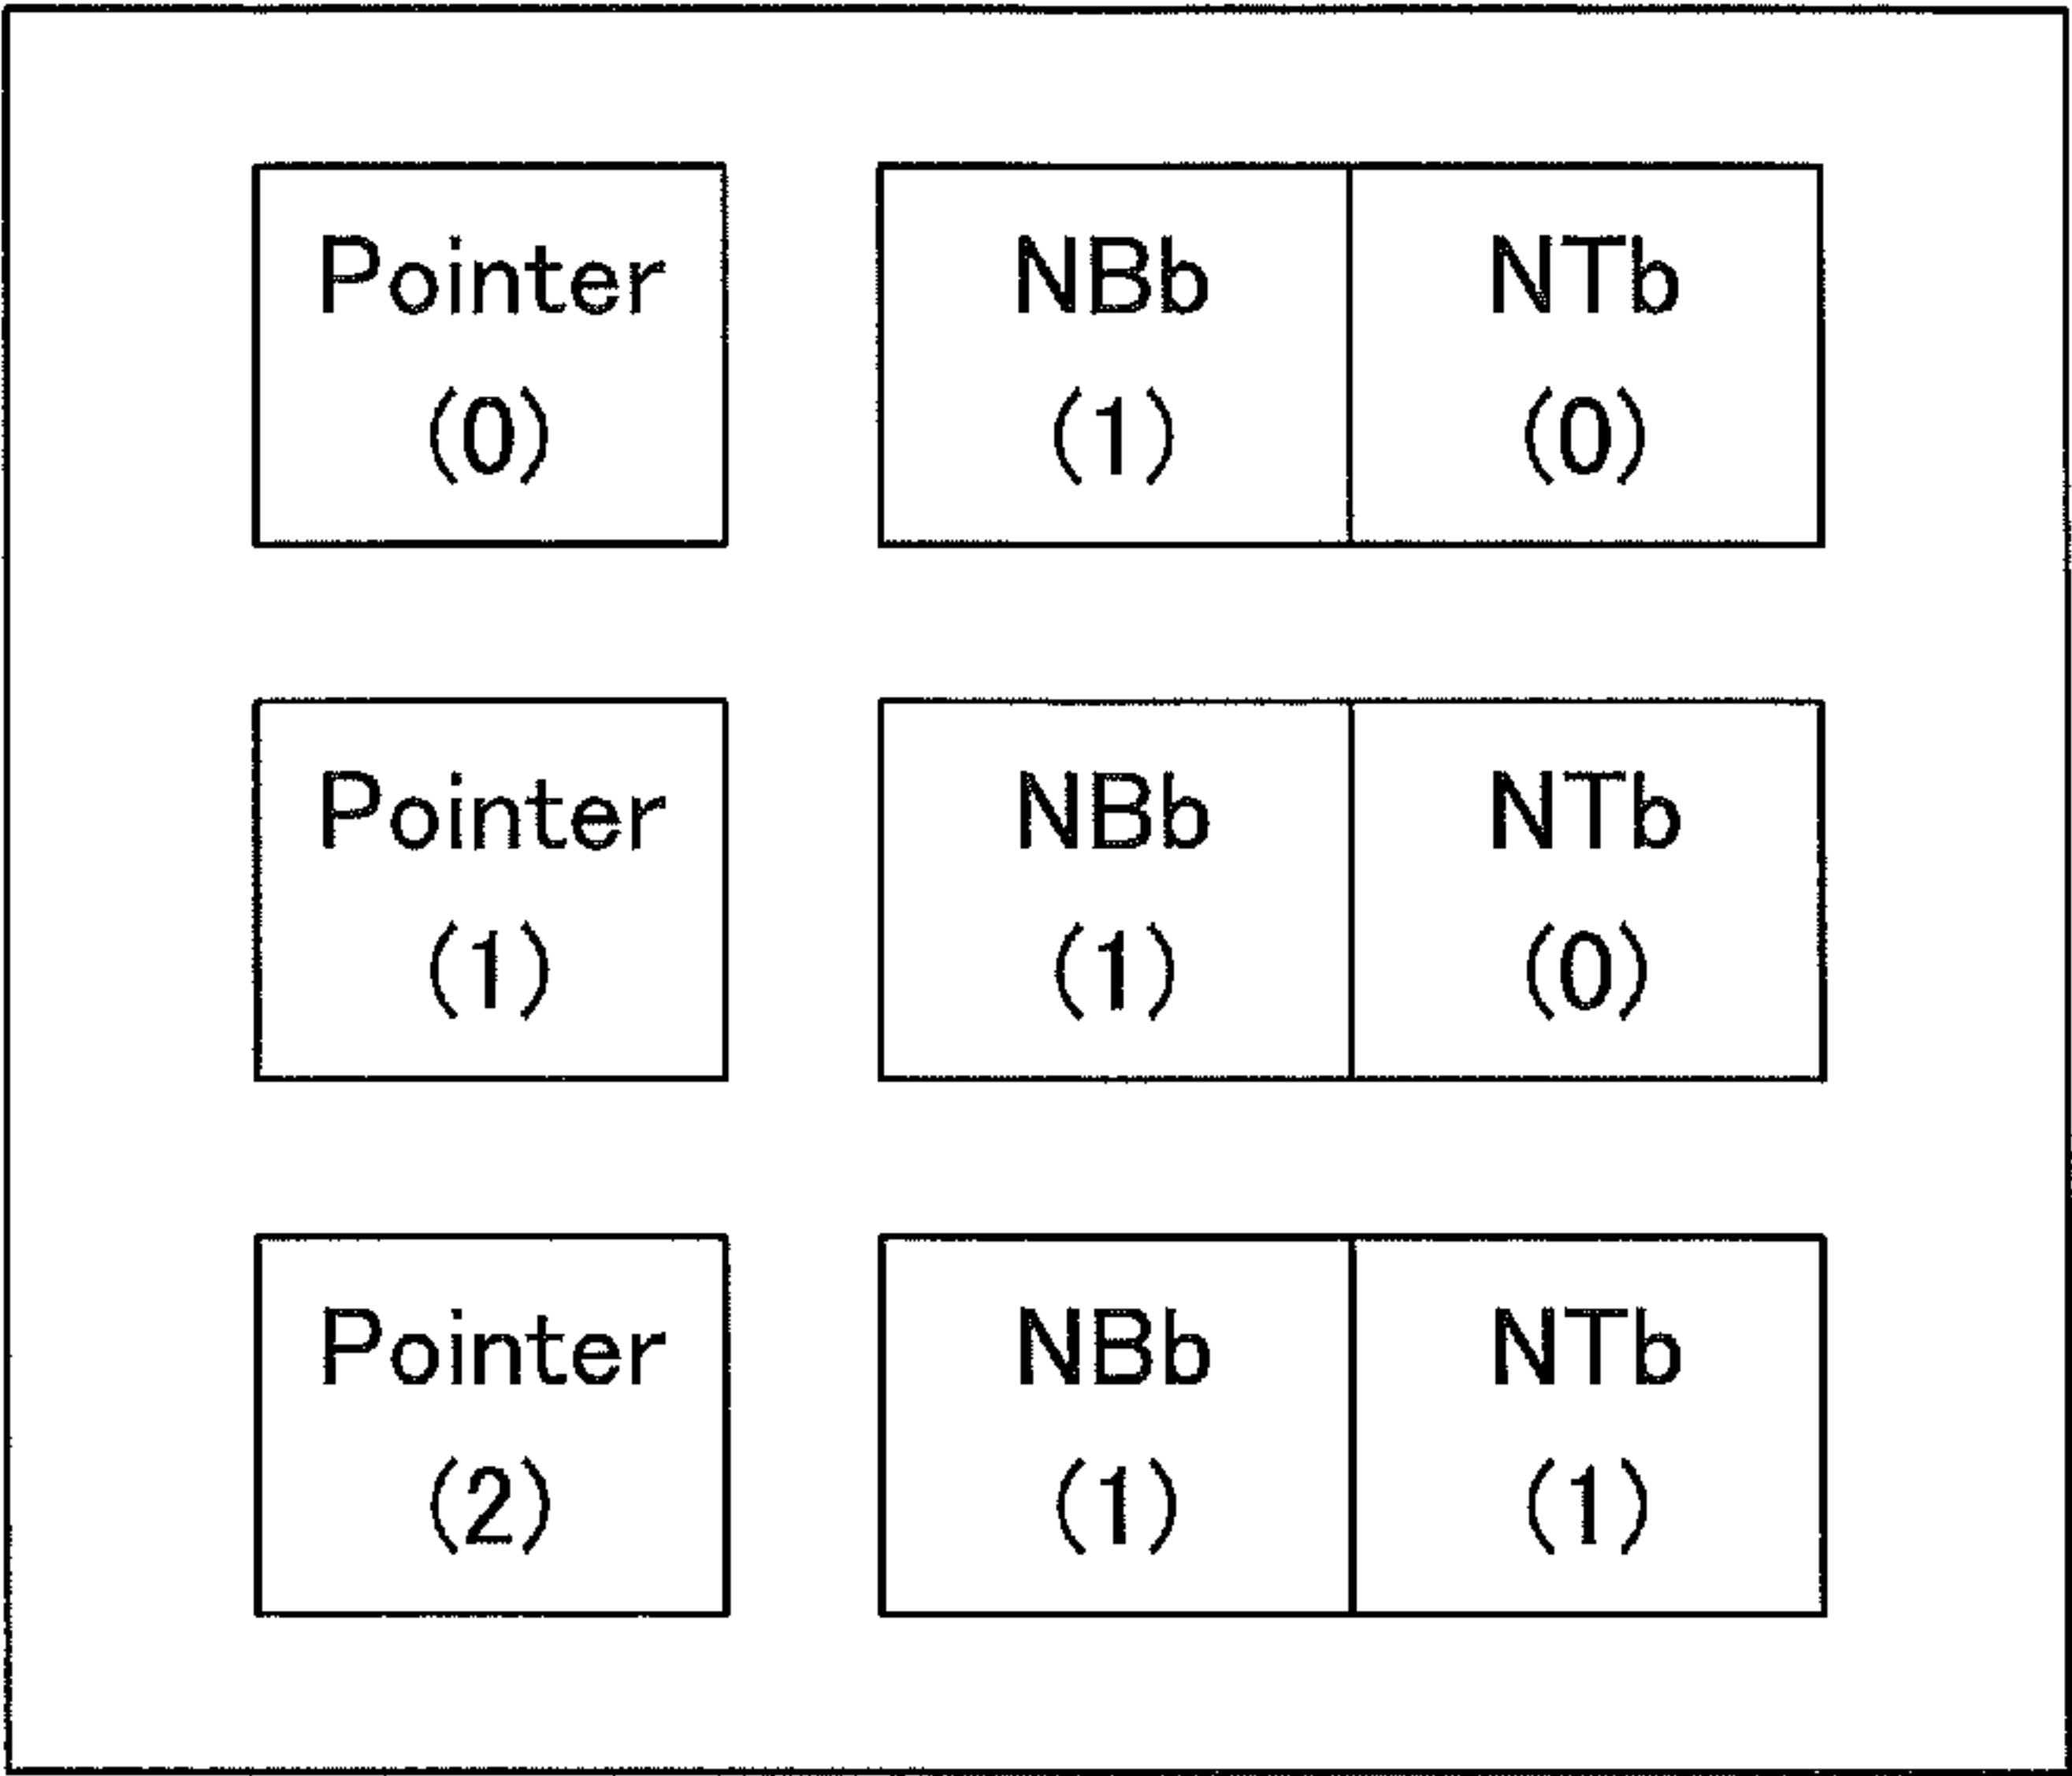 Pointer NBb NTb
(0) (1) (0)
Pointer NBb NTb
(1) (1) (0)
Pointer NBb NTb
(2) (1) (1)